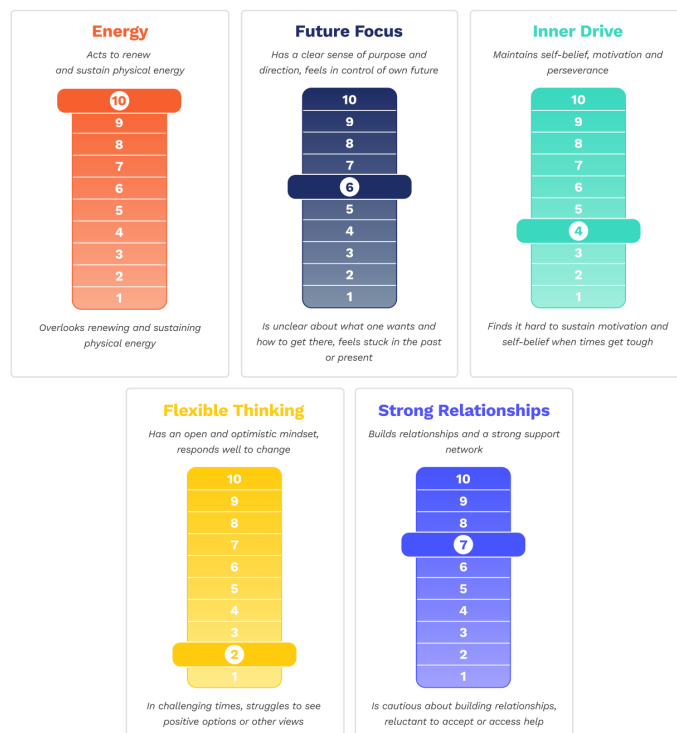 Energy
Acts to renew
and sustain physical energy
10
9
8
7
6
5
4
3
2
1
Overlooks renewing and sustaining
physical energy
Future Focus
Has a clear sense of purpose and
direction, feels in control of own future
10
9
8
7
6
5
4
3
2
1
Is unclear about what one wants and
how to get there, feels stuck in the past
or present
Inner Drive
Maintains self-belief, motivation and
perseverance
10
9
8
7
6
5
4
3
2
1
Finds it hard to sustain motivation and
self-belief when times get tough
Flexible Thinking
Has an open and optimistic mindset,
responds well to change
10
9
8
7
6
5
4
3
2
1
In challenging times, struggles to see
positive options or other views
Strong Relationships
Builds relationships and a strong support
network
10
9
8
7
6
5
4
3
2
1
Is cautious about building relationships,
reluctant to accept or access help